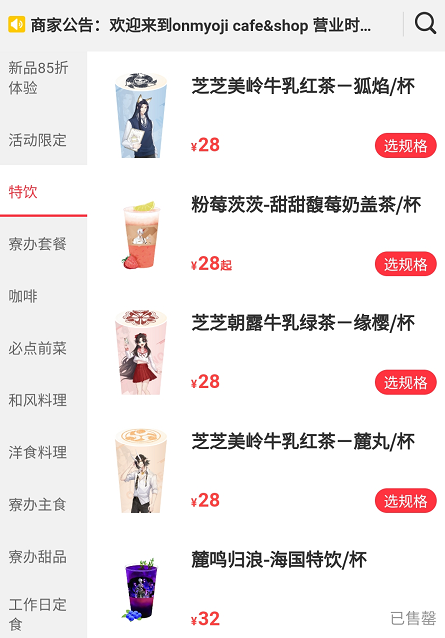 商家公告：欢迎来到onmyoji cafe&shop 营业时...
新品85折
体验
活动限定
特饮
寮办套餐
咖啡
必点前菜
和风料理
洋食料理
寮办主食
寮办甜品
工作日定
食
芝芝美岭牛乳红茶－狐焰/杯
¥28
选规格
粉莓茨茨-甜甜馥莓奶盖茶/杯
¥28起
选规格
芝芝朝露牛乳绿茶－缘樱/杯
¥28
选规格
芝芝美岭牛乳红茶－麓丸/杯
¥28
选规格
麓鸣归浪-海国特饮/杯
¥32
已售罄